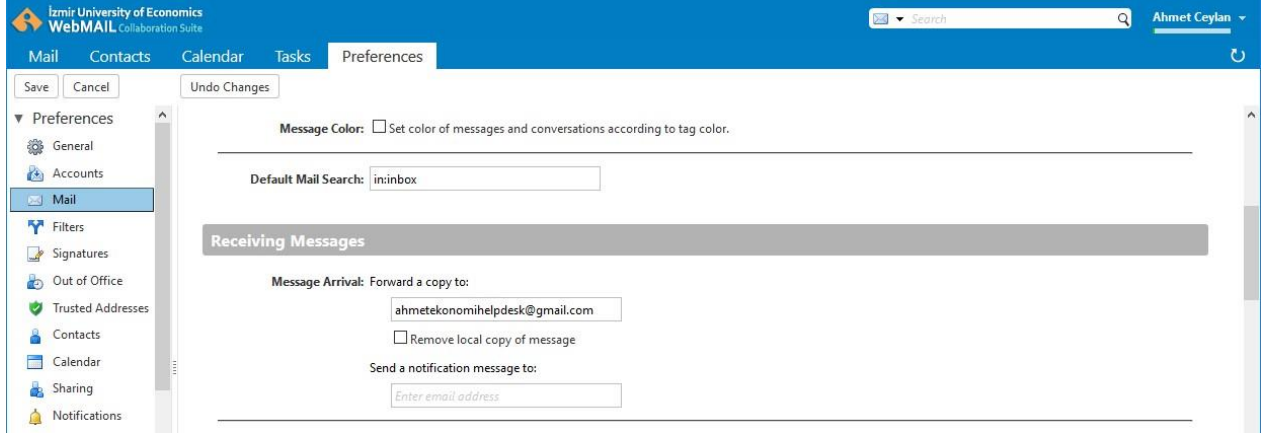 İzmir University of Economics
WebMAIL Collaboration Suite
Search
Ahmet Ceylan
Mail Contacts Calendar Tasks Preferences
Save Cancel Undo Changes
Preferences
General
Accounts
Mail
Filters
Signatures
Out of Office
Trusted Addresses
Contacts
Calendar
Sharing
Notifications
Message Color: Set color of messages and conversations according to tag color.
Default Mail Search: in:inbox
Receiving Messages
Message Arrival: Forward a copy to:
ahmetekonomihelpdesk@gmail.com
Remove local copy of message
Send a notification message to:
Enter email address